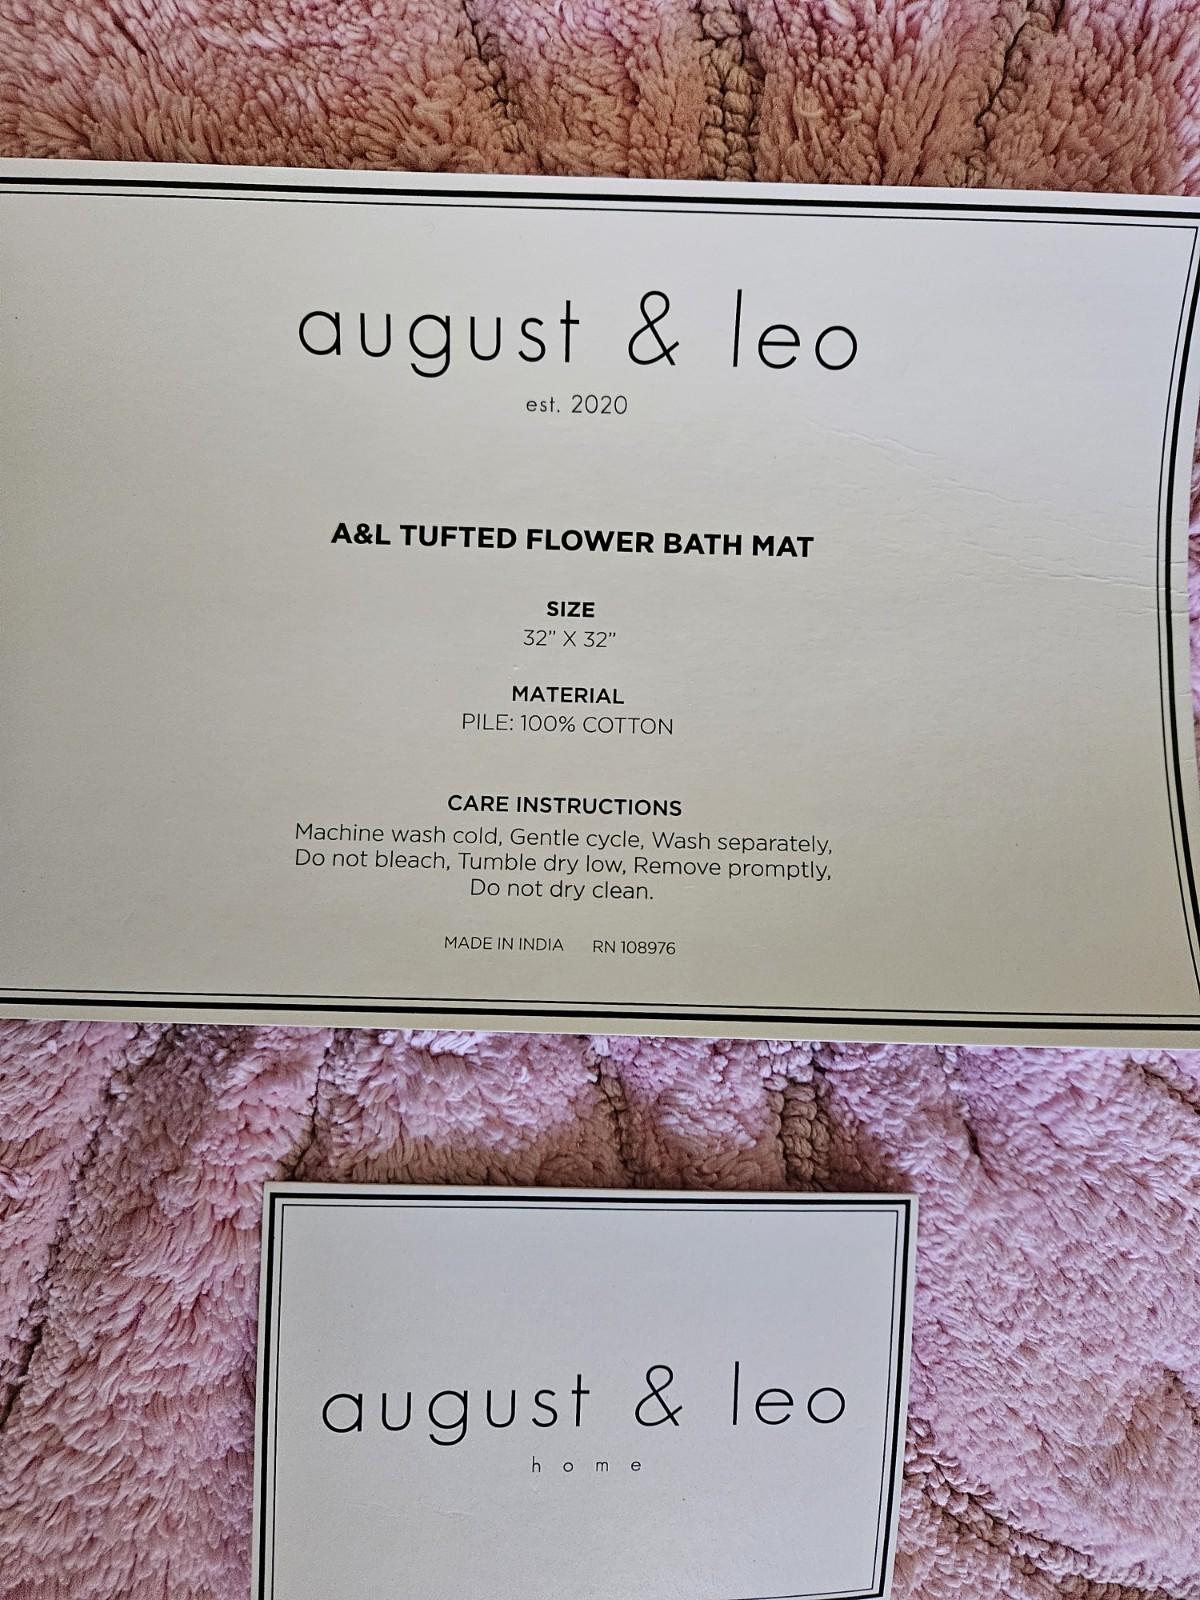 august & leo
est. 2020
A&L TUFTED FLOWER BATH MAT
SIZE
32” X 32”
MATERIAL
PILE: 100% COTTON
CARE INSTRUCTIONS
Machine wash cold, Gentle cycle, Wash separately,
Do not bleach, Tumble dry low, Remove promptly,
Do not dry clean.
MADE IN INDIA RN 108976
august & leo
home